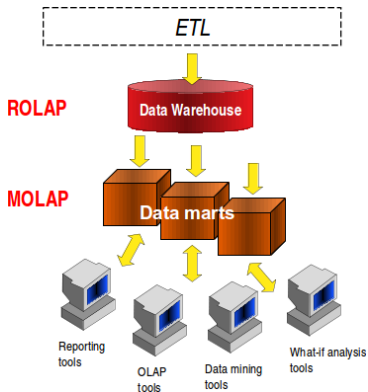 ETL
ROLAP
Data Warehouse
MOLAP
Data marts
Reporting
tools
OLAP
tools
Data mining
tools
What-if analysis
tools